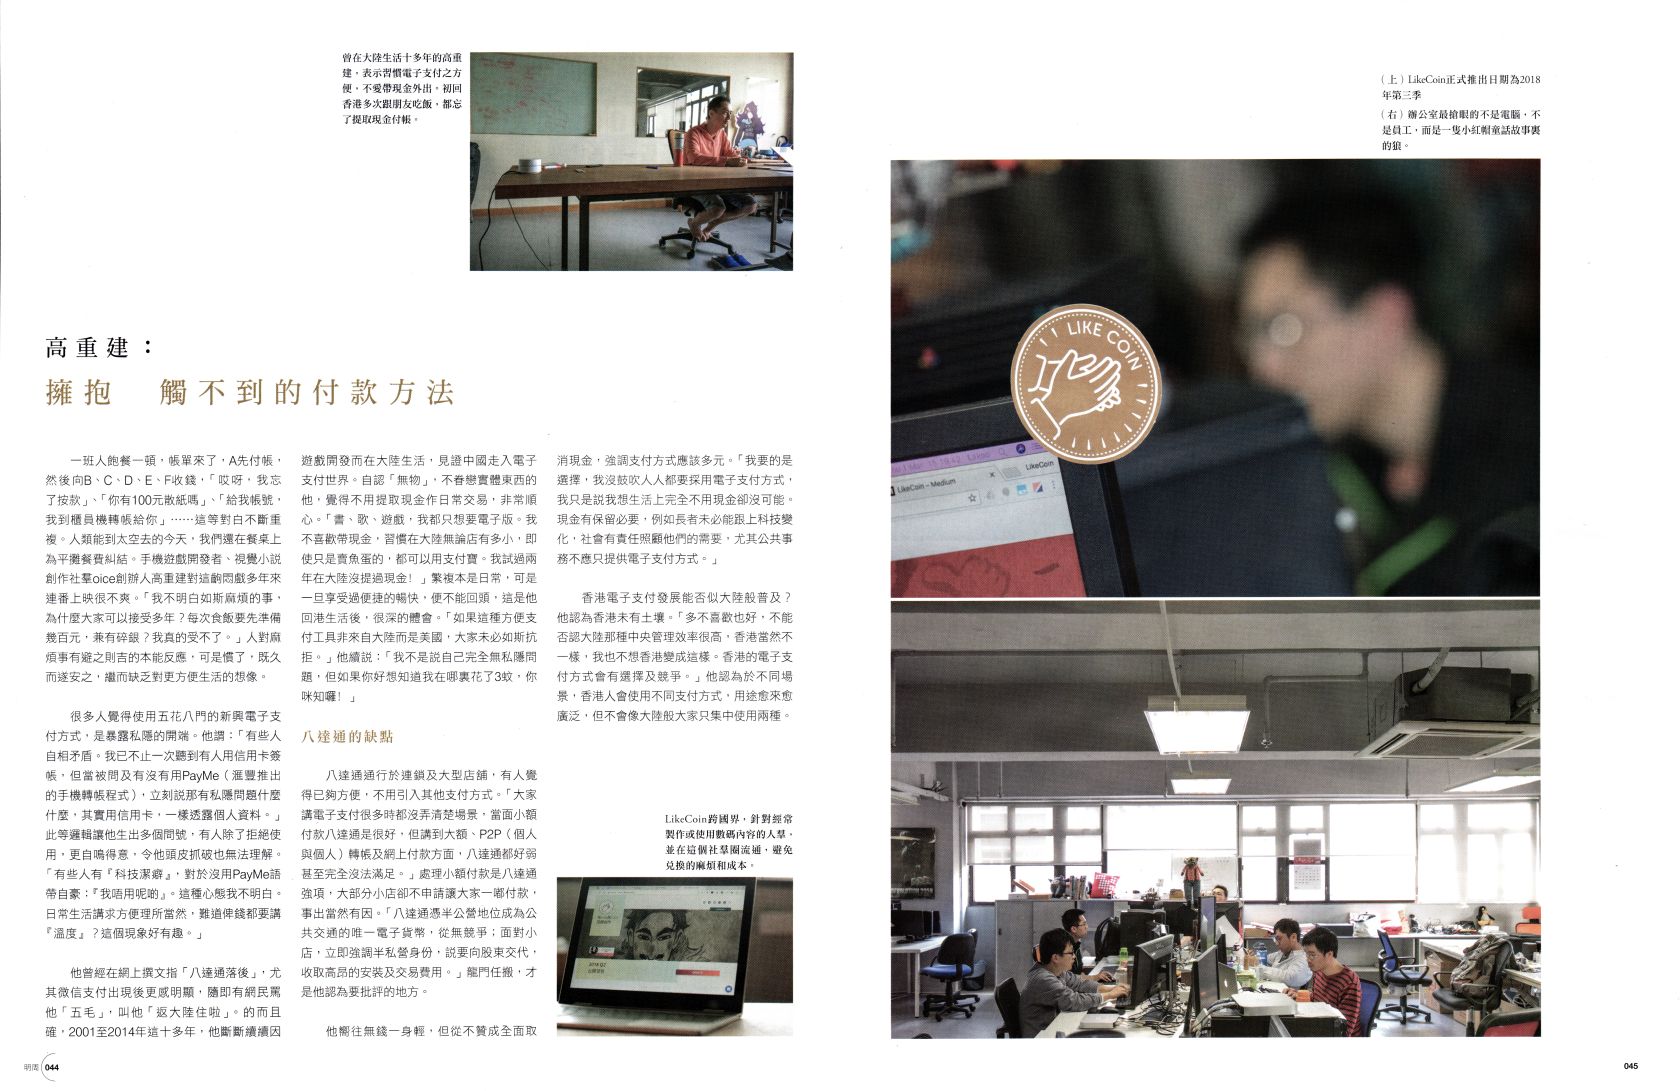 曾在大陸生活十多年的高重
建，表示習慣電子支付之方
便，不愛帶現金外出，初回
香港多次跟朋友吃飯，都忘
了提取現金付帳。
高重建：
擁抱　觸不到的付款方法
一班人飽餐一頓，帳單來了，A先付帳，
然後向B、C、D、E、F收錢，「哎呀，我忘
了按款」、「你有100元散紙嗎」、「給我帳號，
我到櫃員機轉帳給你」⋯⋯這等對白不斷重
複。人類能到太空去的今天，我們還在餐桌上
為平攤餐費糾結。手機遊戲開發者、視覺小説
創作社羣oice創辦人高重建對這齣悶戲多年來
連番上映很不爽。「我不明白如斯麻煩的事，
為什麼大家可以接受多年？每次食飯要先準備
幾百元，兼有碎銀？我真的受不了。」人對麻
煩事有避之則吉的本能反應，可是慣了，既久
而遂安之，繼而缺乏對更方便生活的想像。
很多人覺得使用五花八門的新興電子支
付方式，是暴露私隱的開端。他謂：「有些人
自相矛盾。我已不止一次聽到有人用信用卡簽
帳，但當被問及有沒有用PayMe（滙豐推出
的手機轉帳程式），立刻説那有私隱問題什麼
什麼，其實用信用卡，一樣透露個人資料。」
此等邏輯讓他生出多個問號，有人除了拒絕使
用，更自鳴得意，令他頭皮抓破也無法理解。
「有些人有『科技潔癖』，對於沒用PayMe語
帶自豪；『我唔用呢啲』。這種心態我不明白。
日常生活講求方便理所當然，難道俾錢都要講
『溫度』？這個現象好有趣。」
他曾經在網上撰文指「八達通落後」，尤
其微信支付出現後更感明顯，隨即有網民罵
他「五毛」，叫他「返大陸住啦」。的而且
確，2001至2014年這十多年，他斷斷續續因
遊戲開發而在大陸生活，見證中國走入電子
支付世界。自認「無物」，不眷戀實體東西的
他，覺得不用提取現金作日常交易，非常順
心。「書、歌、遊戲，我都只想要電子版。我
不喜歡帶現金，習慣在大陸無論店有多小，即
使只是賣魚蛋的，都可以用支付寶。我試過兩
年在大陸沒提過現金！」繁複本是日常，可是
一旦享受過便捷的暢快，便不能回頭，這是他
回港生活後，很深的體會。「如果這種方便支
付工具非來自大陸而是美國，大家未必如斯抗
拒。」他續説：「我不是説自己完全無私隱問
題，但如果你好想知道我在哪裏花了3蚊，你
咪知囉！」
八達通的缺點
八達通通行於連鎖及大型店舖，有人覺
得已夠方便，不用引入其他支付方式。「大家
講電子支付很多時都沒弄清楚場景，當面小額
付款八達通是很好，但講到大額、P2P（個人
與個人）轉帳及網上付款方面，八達通都好弱
甚至完全沒法滿足。」處理小額付款是八達通
強項，大部分小店卻不申請讓大家一嘟付款，
事出當然有因。「八達通憑半公營地位成為公
共交通的唯一電子貨幣，從無競爭；面對小
店，立即強調半私營身份，説要向股東交代，
收取高昂的安裝及交易費用。」龍門任搬，才
是他認為要批評的地方。
他嚮往無錢一身輕，但從不贊成全面取
消現金，強調支付方式應該多元。「我要的是
選擇，我沒鼓吹人人都要採用電子支付方式，
我只是説我想生活上完全不用現金卻沒可能。
現金有保留必要，例如長者未必能跟上科技變
化，社會有責任照顧他們的需要，尤其公共事
務不應只提供電子支付方式。」
香港電子支付發展能否似大陸般普及？
他認為香港未有土壤。「多不喜歡也好，不能
否認大陸那種中央管理效率很高，香港當然不
一樣，我也不想香港變成這樣。香港的電子支
付方式會有選擇及競爭。」他認為於不同場
景，香港人會使用不同支付方式，用途愈來愈
廣泛，但不會像大陸般大家只集中使用兩種。
LikeCoin跨國界，針對經常
製作或使用數碼內容的人羣，
並在這個社羣圈流通，避免
兌換的麻煩和成本。
明周 044
（上）LikeCoin正式推出日期為2018
年第三季
（右）辦公室最搶眼的不是電腦，不
是員工，而是一隻小紅帽童話故事裏
的狼。
LIKE COIN
LikeCoin
LikeCoin – Medium
045